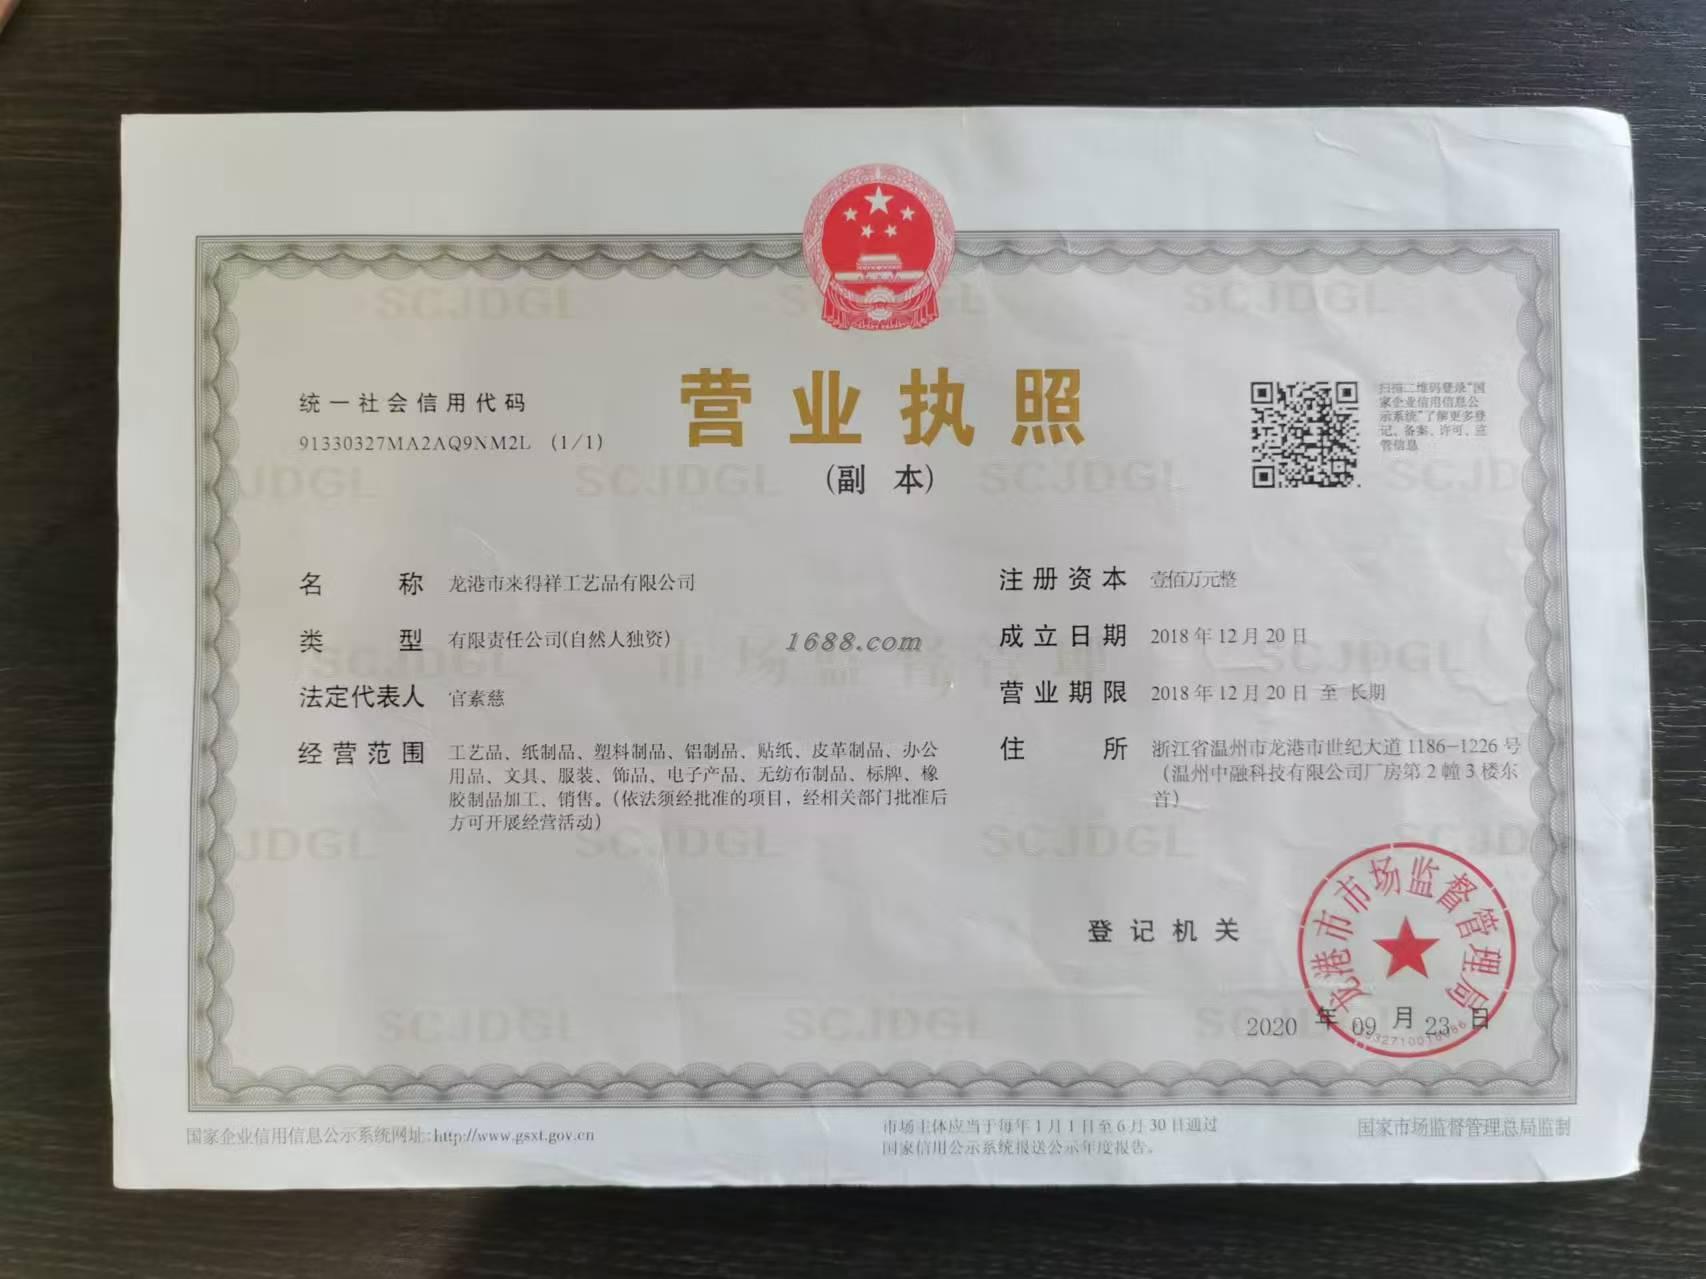 统一社会信用代码
91330327MA2AQ9NM2L (1/1)
营业执照
(副 本)
扫描二维码登录“国
家企业信用信息公
示系统”了解更多登
记、备案、许可、监
管信息
名 称 龙港市来得祥工艺品有限公司
类 型 有限责任公司(自然人独资)
法定代表人 官素慈
经营范围 工艺品、纸制品、塑料制品、铝制品、贴纸、皮革制品、办公
用品、文具、服装、饰品、电子产品、无纺布制品、标牌、橡
胶制品加工、销售。(依法须经批准的项目，经相关部门批准后
方可开展经营活动)
注册资本 壹佰万元整
成立日期 2018年12月20日
营业期限 2018年12月20日 至 长期
住 所 浙江省温州市龙港市世纪大道1186-1226号
(温州中融科技有限公司厂房第2幢3楼东
首)
1688.com
市场监督管理
SCJDGL
登记机关
龙港市市场监督管理局
2020 年 09 月 23 日
国家企业信用信息公示系统网址:http://www.gsxt.gov.cn
市场主体应当于每年1月1日至6月30日通过
国家信用公示系统报送公示年度报告。
国家市场监督管理总局监制